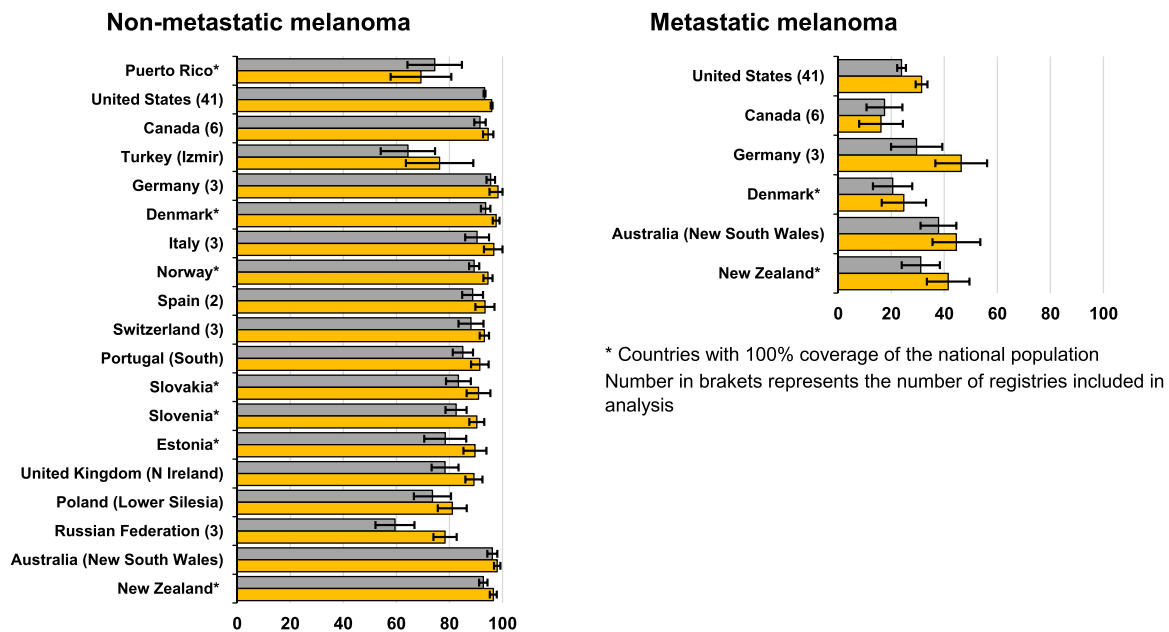 Non-metastatic melanoma
Puerto Rico*
United States (41)
Canada (6)
Turkey (Izmir)
Germany (3)
Denmark*
Italy (3)
Norway*
Spain (2)
Switzerland (3)
Portugal (South)
Slovakia*
Slovenia*
Estonia*
United Kingdom (N Ireland)
Poland (Lower Silesia)
Russian Federation (3)
Australia (New South Wales)
New Zealand*
0 20 40 60 80 100
Metastatic melanoma
United States (41)
Canada (6)
Germany (3)
Denmark*
Australia (New South Wales)
New Zealand*
0 20 40 60 80 100
* Countries with 100% coverage of the national population
Number in brakets represents the number of registries included in
analysis